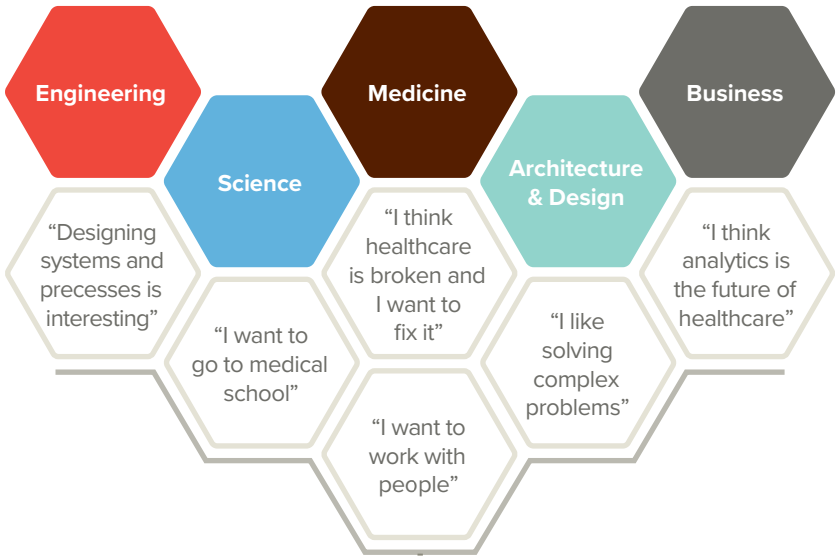 Engineering
Science
Medicine
Architecture
& Design
Business
“Designing
systems and
precesses is
interesting”
“I want to
go to medical
school”
“I think
healthcare
is broken and
I want to
fix it”
“I want to
work with
people”
“I like
solving
complex
problems”
“I think
analytics is
the future of
healthcare”